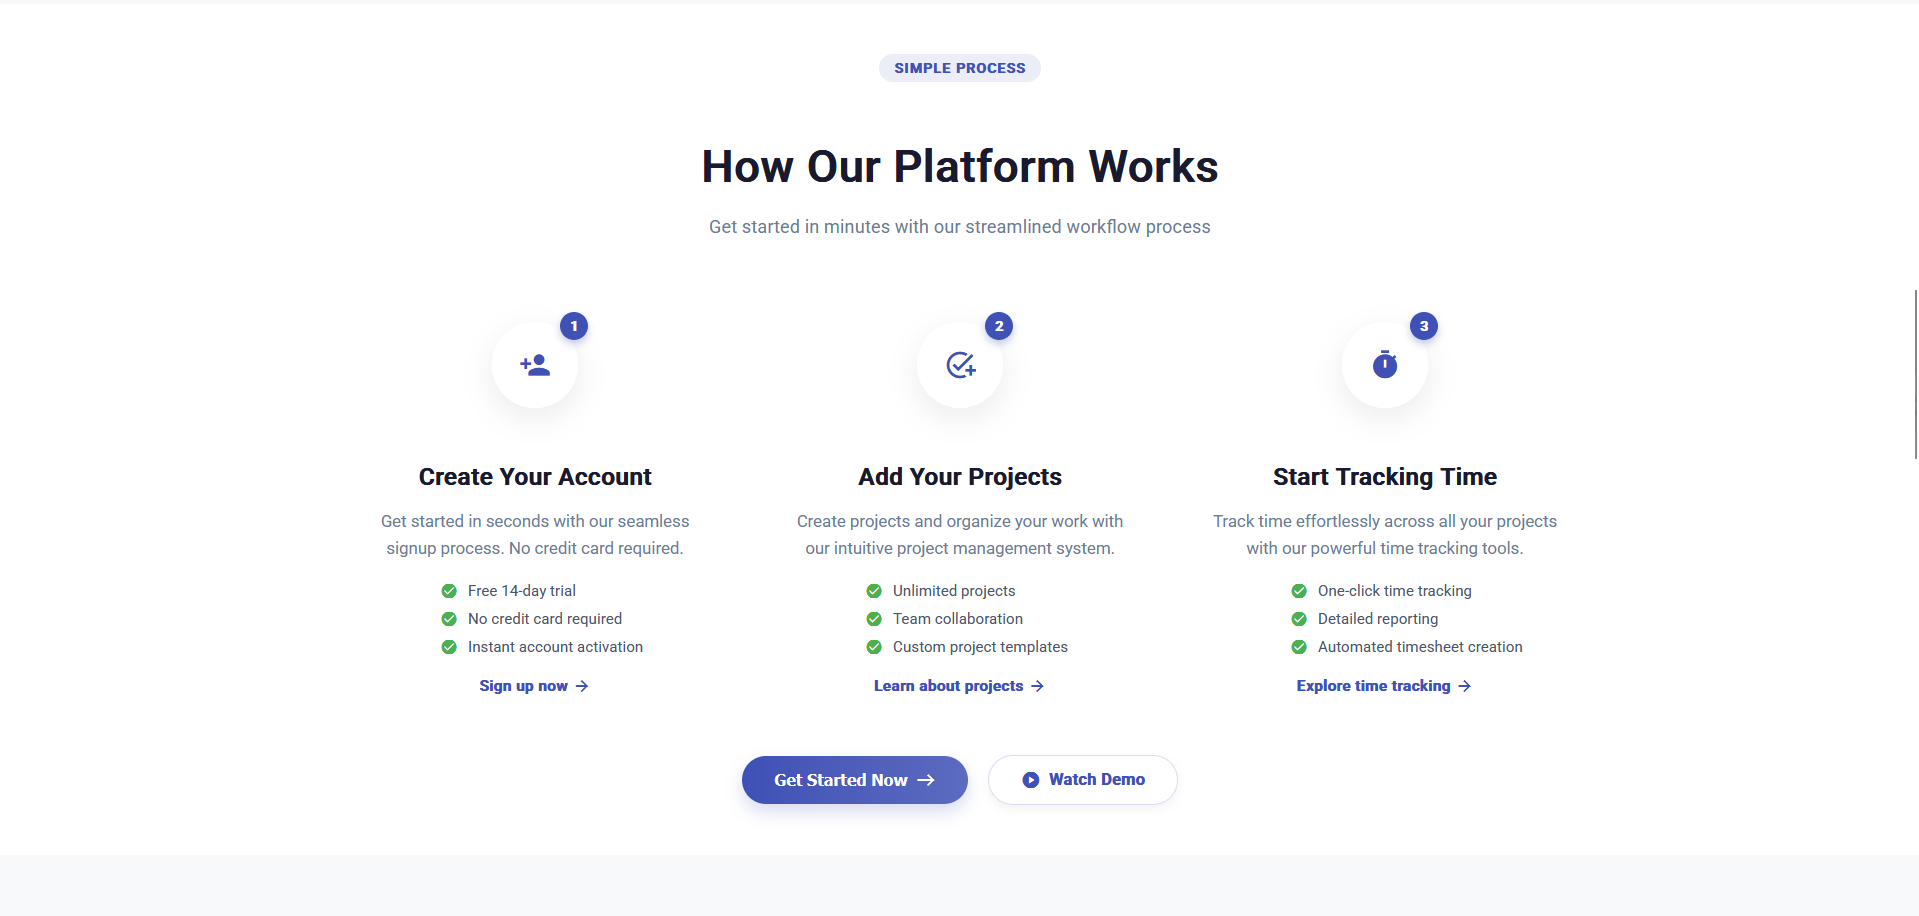 SIMPLE PROCESS
How Our Platform Works
Get started in minutes with our streamlined workflow process
1
Create Your Account
Get started in seconds with our seamless
signup process. No credit card required.
Free 14-day trial
No credit card required
Instant account activation
Sign up now →
2
Add Your Projects
Create projects and organize your work with
our intuitive project management system.
Unlimited projects
Team collaboration
Custom project templates
Learn about projects →
3
Start Tracking Time
Track time effortlessly across all your projects
with our powerful time tracking tools.
One-click time tracking
Detailed reporting
Automated timesheet creation
Explore time tracking →
Get Started Now →
Watch Demo